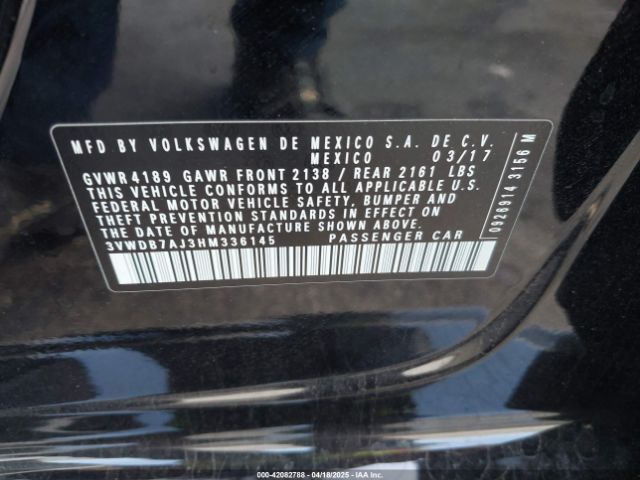 MFD BY VOLKSWAGEN DE MEXICO S.A. DE C.V.
MEXICO 03/17
GVWR4189 GAWR FRONT 2138 / REAR 2161 LBS
THIS VEHICLE CONFORMS TO ALL APPLICABLE U.S.
FEDERAL MOTOR VEHICLE SAFETY, BUMPER AND
THEFT PREVENTION STANDARDS IN EFFECT ON
THE DATE OF MANUFACTURE SHOWN ABOVE.
3VWDB7AJ3HM336145 PASSENGER CAR
0926914 3156 M
000-42082788 - 04/18/2025 - IAA Inc.